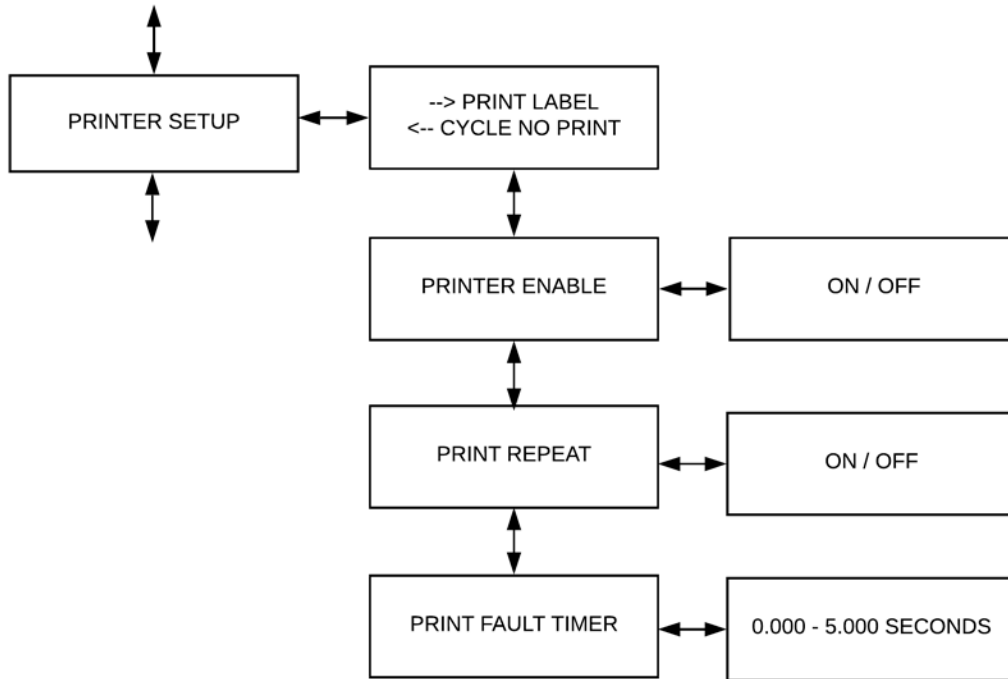 PRINTER SETUP
--> PRINT LABEL
<-- CYCLE NO PRINT
PRINTER ENABLE
ON / OFF
PRINT REPEAT
ON / OFF
PRINT FAULT TIMER
0.000 - 5.000 SECONDS